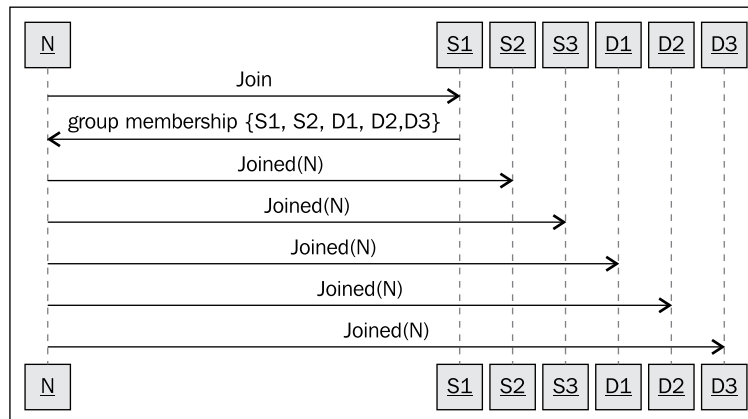 N S1 S2 S3 D1 D2 D3
Join
group membership {S1, S2, D1, D2,D3}
Joined(N)
Joined(N)
Joined(N)
Joined(N)
Joined(N)
N S1 S2 S3 D1 D2 D3